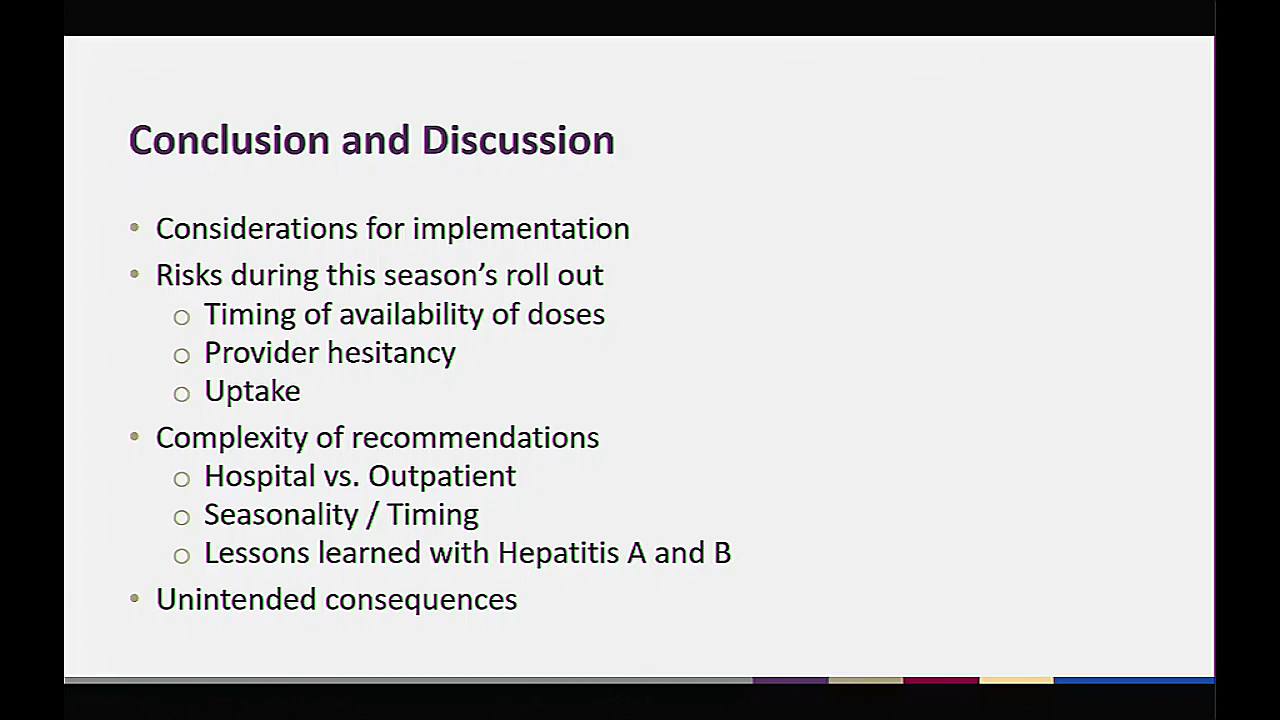 Conclusion and Discussion
• Considerations for implementation
• Risks during this season's roll out
o Timing of availability of doses
o Provider hesitancy
o Uptake
• Complexity of recommendations
o Hospital vs. Outpatient
o Seasonality / Timing
o Lessons learned with Hepatitis A and B
• Unintended consequences